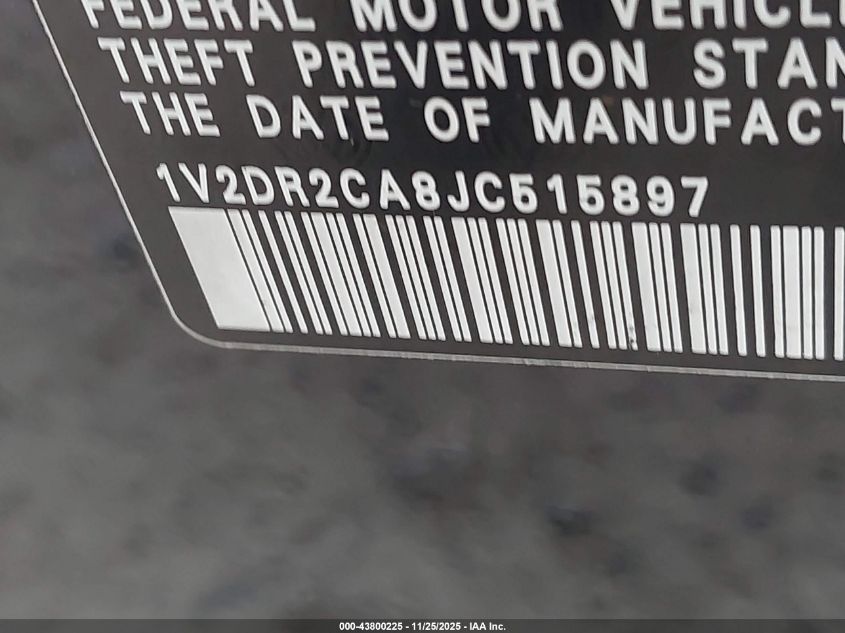 FEDERAL MOTOR VEHICLE
THEFT PREVENTION STAN
THE DATE OF MANUFACT
1V2DR2CA8JC515897
000-43800225 - 11/25/2025 - IAA Inc.